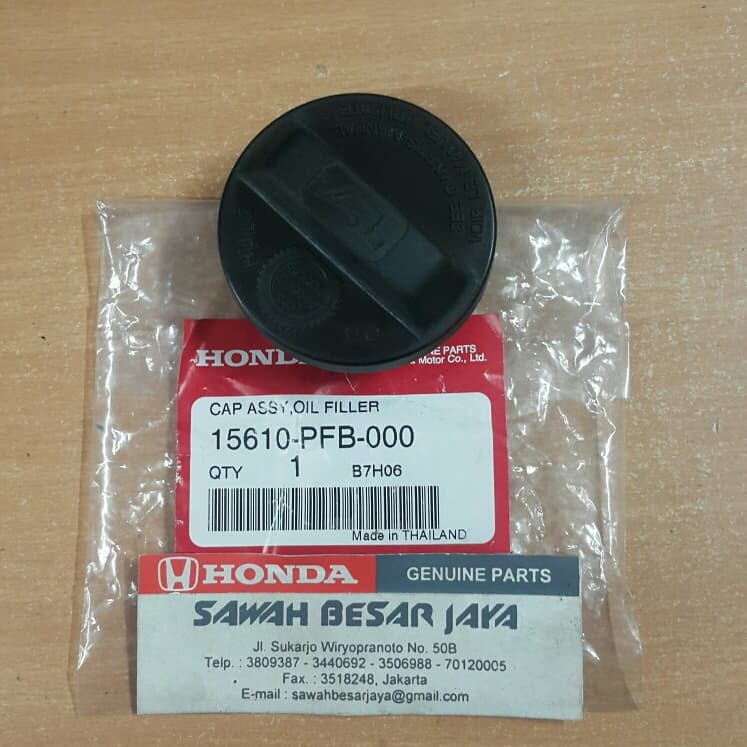 HONDA
PARTS
Motor Co., Ltd.
CAP ASSY,OIL FILLER
15610-PFB-000
QTY 1 B7H06
Made in THAILAND
HONDA GENUINE PARTS
SAWAH BESAR JAYA
Jl. Sukarjo Wiryopranoto No. 50B
Telp. : 3809387 - 3440692 - 3506988 - 70120005
Fax. : 3518248, Jakarta
E-mail : sawahbesarjaya@gmail.com